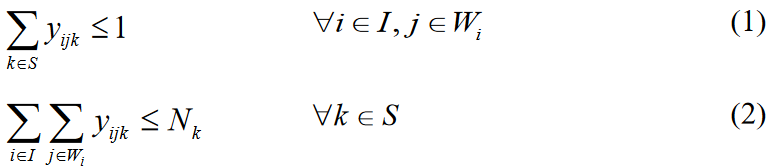 ∑_{k∈S} y_{ijk} ≤ 1 ∀i ∈ I, j ∈ W_i (1)
∑_{i∈I} ∑_{j∈W_i} y_{ijk} ≤ N_k ∀k ∈ S (2)